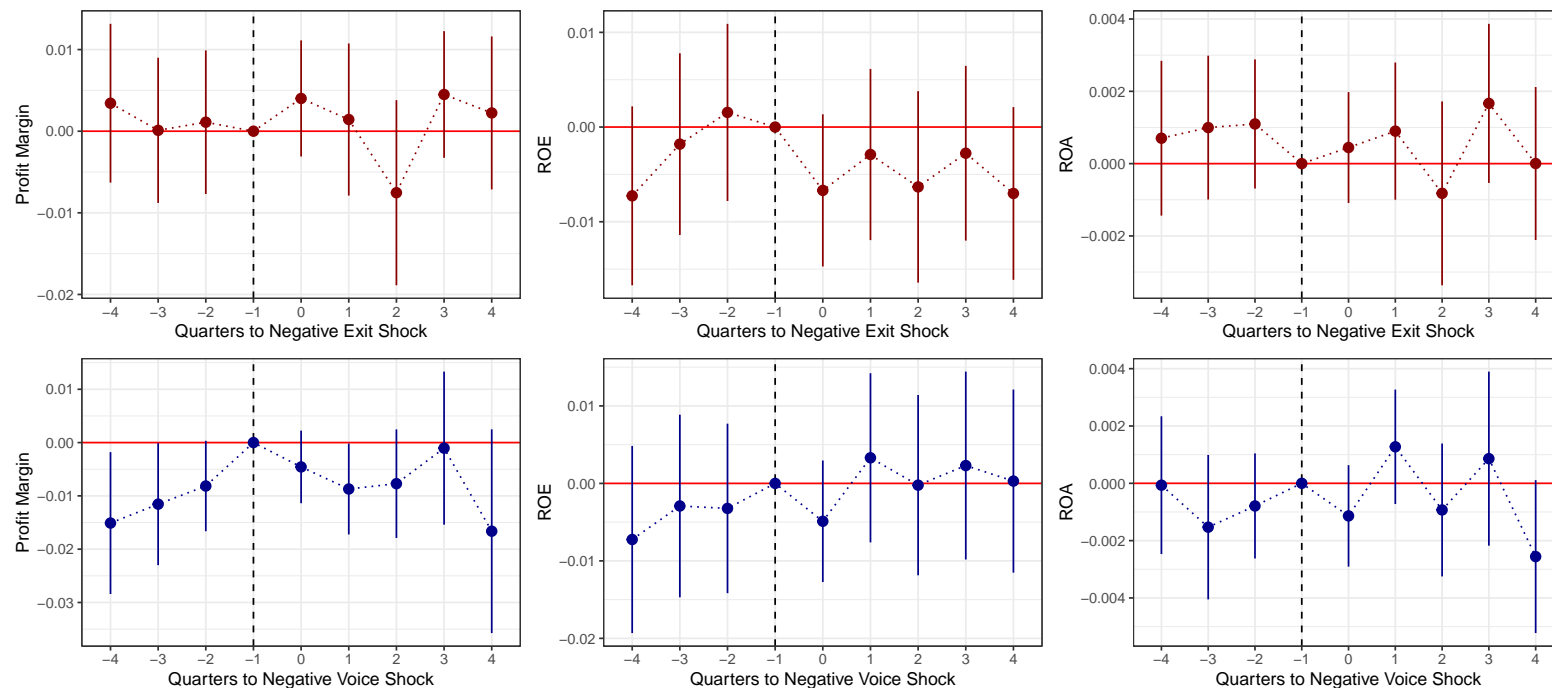 Profit Margin
0.01
0.00
−0.01
−0.02
−4 −3 −2 −1 0 1 2 3 4
Quarters to Negative Exit Shock
ROE
0.01
0.00
−0.01
−4 −3 −2 −1 0 1 2 3 4
Quarters to Negative Exit Shock
ROA
0.004
0.002
0.000
−0.002
−4 −3 −2 −1 0 1 2 3 4
Quarters to Negative Exit Shock
Profit Margin
0.01
0.00
−0.01
−0.02
−0.03
−4 −3 −2 −1 0 1 2 3 4
Quarters to Negative Voice Shock
ROE
0.01
0.00
−0.01
−0.02
−4 −3 −2 −1 0 1 2 3 4
Quarters to Negative Voice Shock
ROA
0.004
0.002
0.000
−0.002
−0.004
−4 −3 −2 −1 0 1 2 3 4
Quarters to Negative Voice Shock